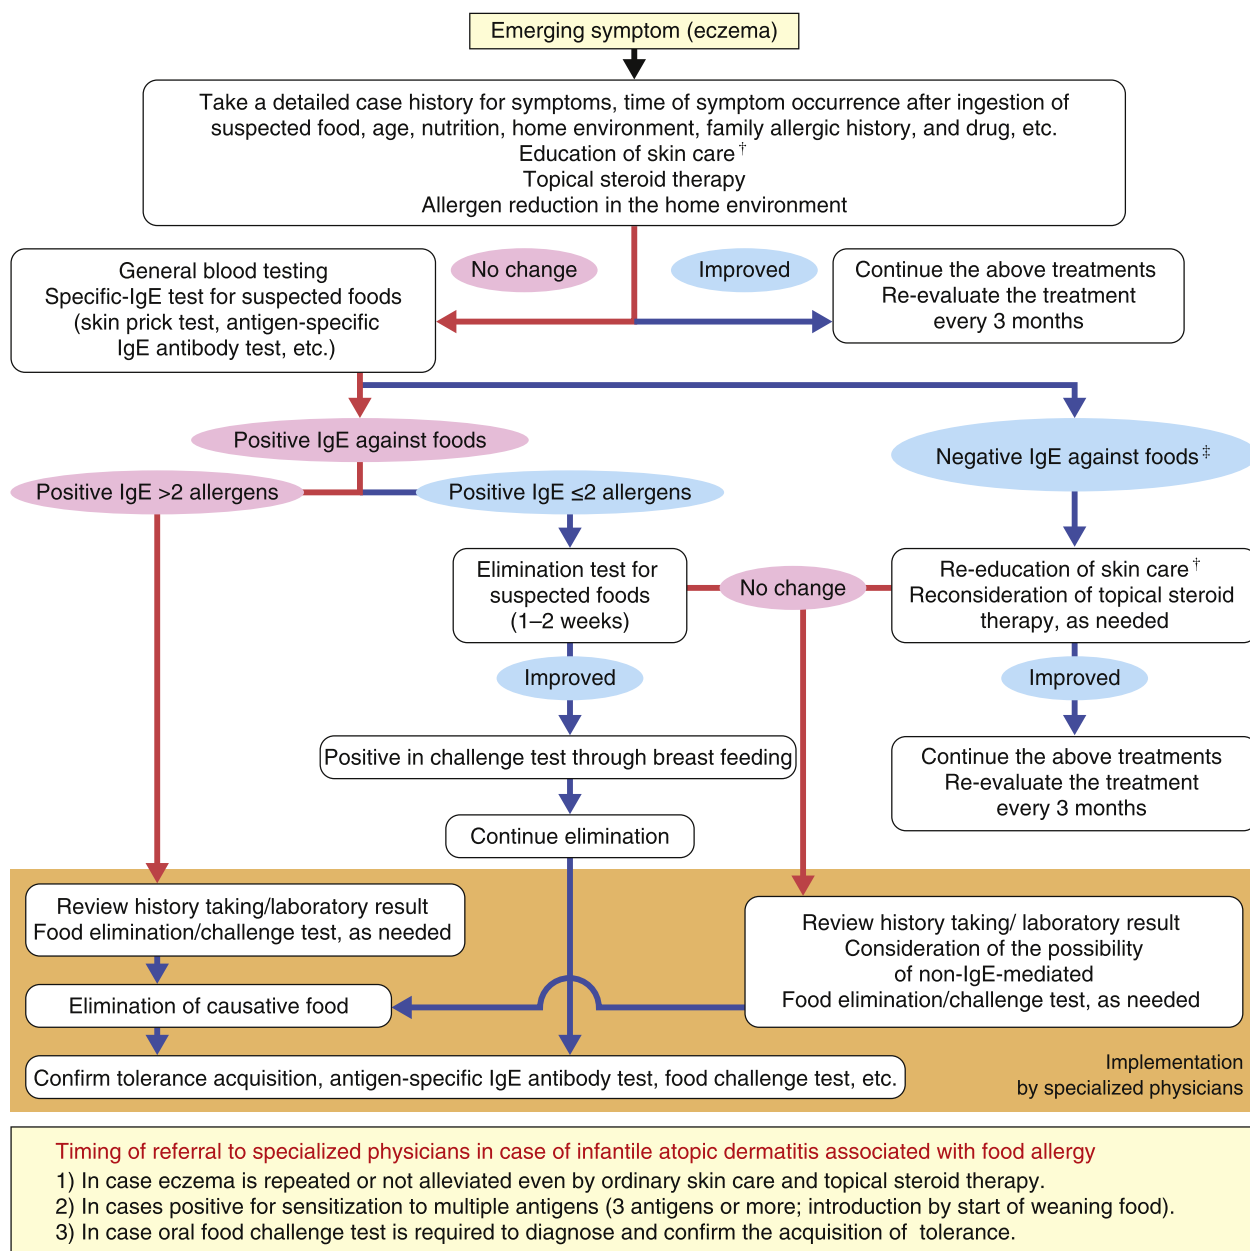 Emerging symptom (eczema)
Take a detailed case history for symptoms, time of symptom occurrence after ingestion of
suspected food, age, nutrition, home environment, family allergic history, and drug, etc.
Education of skin care†
Topical steroid therapy
Allergen reduction in the home environment
General blood testing
Specific-IgE test for suspected foods
(skin prick test, antigen-specific
IgE antibody test, etc.)
No change
Improved
Continue the above treatments
Re-evaluate the treatment
every 3 months
Positive IgE against foods
Negative IgE against foods‡
Positive IgE >2 allergens
Positive IgE ≤2 allergens
Elimination test for
suspected foods
(1–2 weeks)
No change
Re-education of skin care†
Reconsideration of topical steroid
therapy, as needed
Improved
Improved
Positive in challenge test through breast feeding
Continue the above treatments
Re-evaluate the treatment
every 3 months
Continue elimination
Review history taking/laboratory result
Food elimination/challenge test, as needed
Review history taking/ laboratory result
Consideration of the possibility
of non-IgE-mediated
Food elimination/challenge test, as needed
Elimination of causative food
Confirm tolerance acquisition, antigen-specific IgE antibody test, food challenge test, etc.
Implementation
by specialized physicians
Timing of referral to specialized physicians in case of infantile atopic dermatitis associated with food allergy
1) In case eczema is repeated or not alleviated even by ordinary skin care and topical steroid therapy.
2) In cases positive for sensitization to multiple antigens (3 antigens or more; introduction by start of weaning food).
3) In case oral food challenge test is required to diagnose and confirm the acquisition of tolerance.